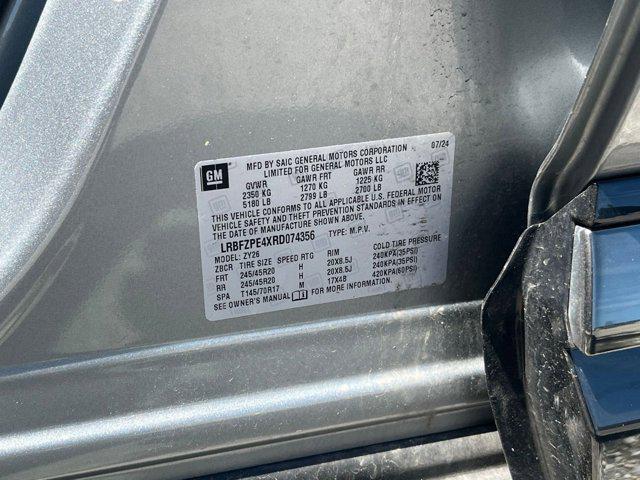 MFD BY SAIC GENERAL MOTORS CORPORATION 07/24
LIMITED FOR GENERAL MOTORS LLC
GM
GVWR GAWR FRT GAWR RR
2350 KG 1270 KG 1225 KG
5180 LB 2799 LB 2700 LB
THIS VEHICLE CONFORMS TO ALL APPLICABLE U.S. FEDERAL MOTOR
VEHICLE SAFETY AND THEFT PREVENTION STANDARDS IN EFFECT ON
THE DATE OF MANUFACTURE SHOWN ABOVE.
LRBFZPE4XRD074356 TYPE: M.P.V.
MODEL: ZY26
ZBCR TIRE SIZE SPEED RTG RIM COLD TIRE PRESSURE
FRT 245/45R20 H 20X8.5J 240KPA(35PSI)
RR 245/45R20 H 20X8.5J 240KPA(35PSI)
SPA T145/70R17 M 17X4B 420KPA(60PSI)
SEE OWNER'S MANUAL FOR MORE INFORMATION.